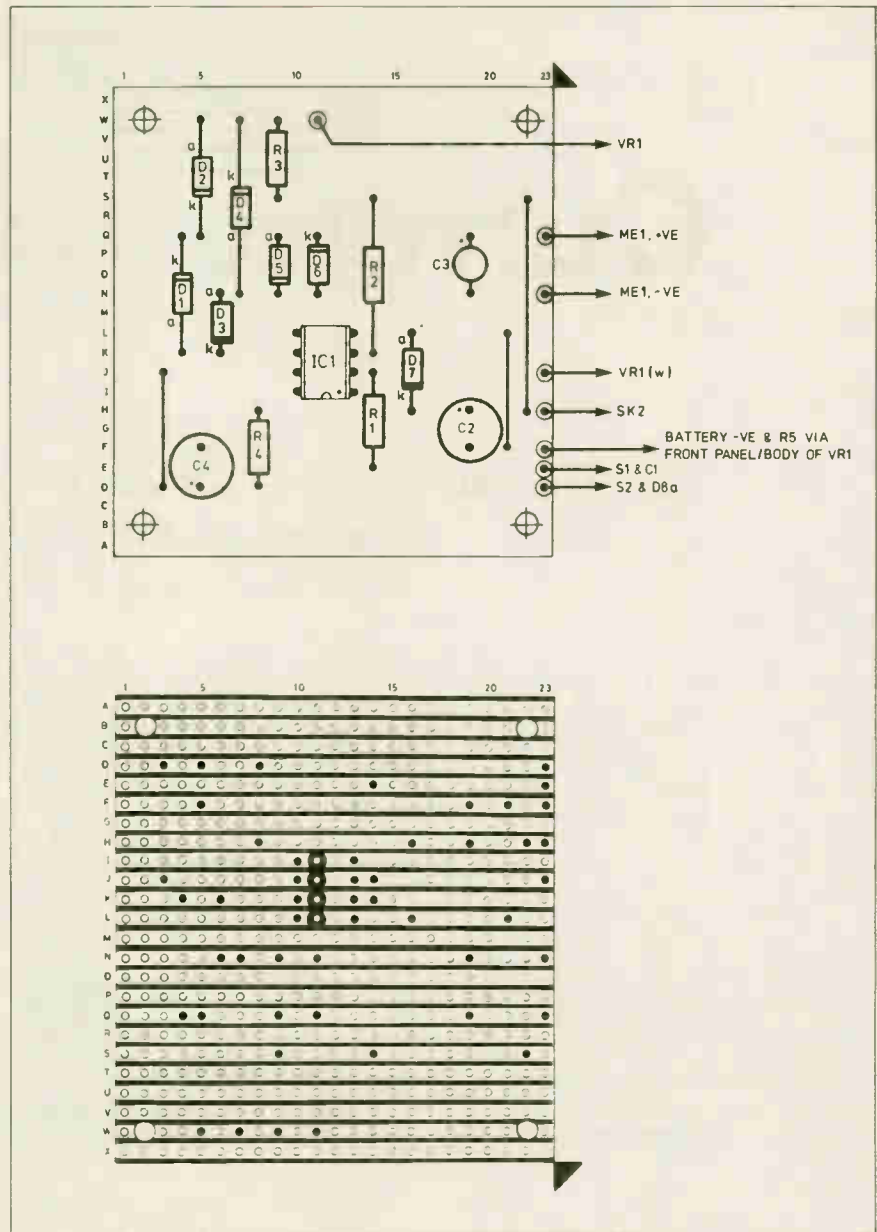 1 5 10 15 20 23
X
W
V
U
T
S
R
Q
P
O
N
M
L
K
J
I
H
G
F
E
D
C
B
A
a
D2
k
k
D4
a
R3
VR1
k
D1
a
a
D3
k
a
D5
k
D6
R2
C3
ME1, +VE
ME1, -VE
IC1
a
D7
k
VR1(w)
SK2
R1
C2
R4
C4
BATTERY -VE & R5 VIA
FRONT PANEL/BODY OF VR1
S1 & C1
S2 & D8a
1 5 10 15 20 23
A
B
C
D
E
F
G
H
I
J
K
L
M
N
O
P
Q
R
S
T
U
V
W
X